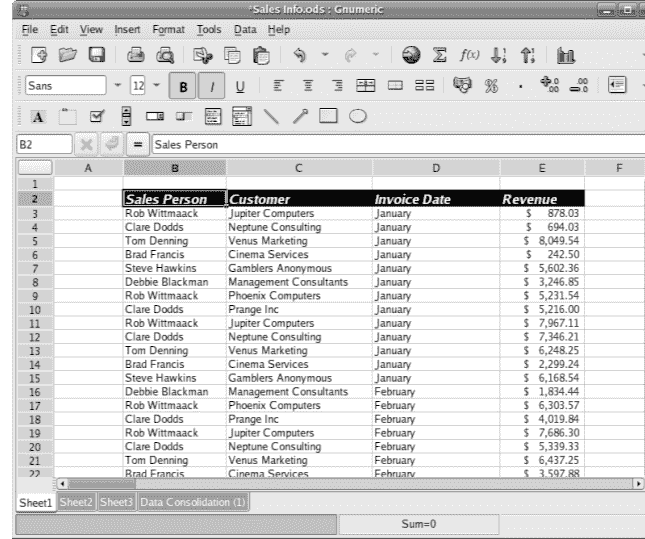 *Sales Info.ods : Gnumeric
File Edit View Insert Format Tools Data Help
f(x)
Sans 12 B I U %
A
B2 = Sales Person
A B C D E F
1
2 Sales Person Customer Invoice Date Revenue
3 Rob Wittmaack Jupiter Computers January $ 878.03
4 Clare Dodds Neptune Consulting January $ 694.03
5 Tom Denning Venus Marketing January $ 8,049.54
6 Brad Francis Cinema Services January $ 242.50
7 Steve Hawkins Gamblers Anonymous January $ 5,602.36
8 Debbie Blackman Management Consultants January $ 3,246.85
9 Rob Wittmaack Phoenix Computers January $ 5,231.54
10 Clare Dodds Prange Inc January $ 5,216.00
11 Rob Wittmaack Jupiter Computers January $ 7,967.11
12 Clare Dodds Neptune Consulting January $ 7,346.21
13 Tom Denning Venus Marketing January $ 6,248.25
14 Brad Francis Cinema Services January $ 2,299.24
15 Steve Hawkins Gamblers Anonymous January $ 6,168.54
16 Debbie Blackman Management Consultants February $ 1,834.44
17 Rob Wittmaack Phoenix Computers February $ 6,303.57
18 Clare Dodds Prange Inc February $ 4,019.84
19 Rob Wittmaack Jupiter Computers February $ 7,686.30
20 Clare Dodds Neptune Consulting February $ 5,339.33
21 Tom Denning Venus Marketing February $ 6,437.25
22 Brad Francis Cinema Services February $ 3,597.88
Sheet1 Sheet2 Sheet3 Data Consolidation (1)
Sum=0